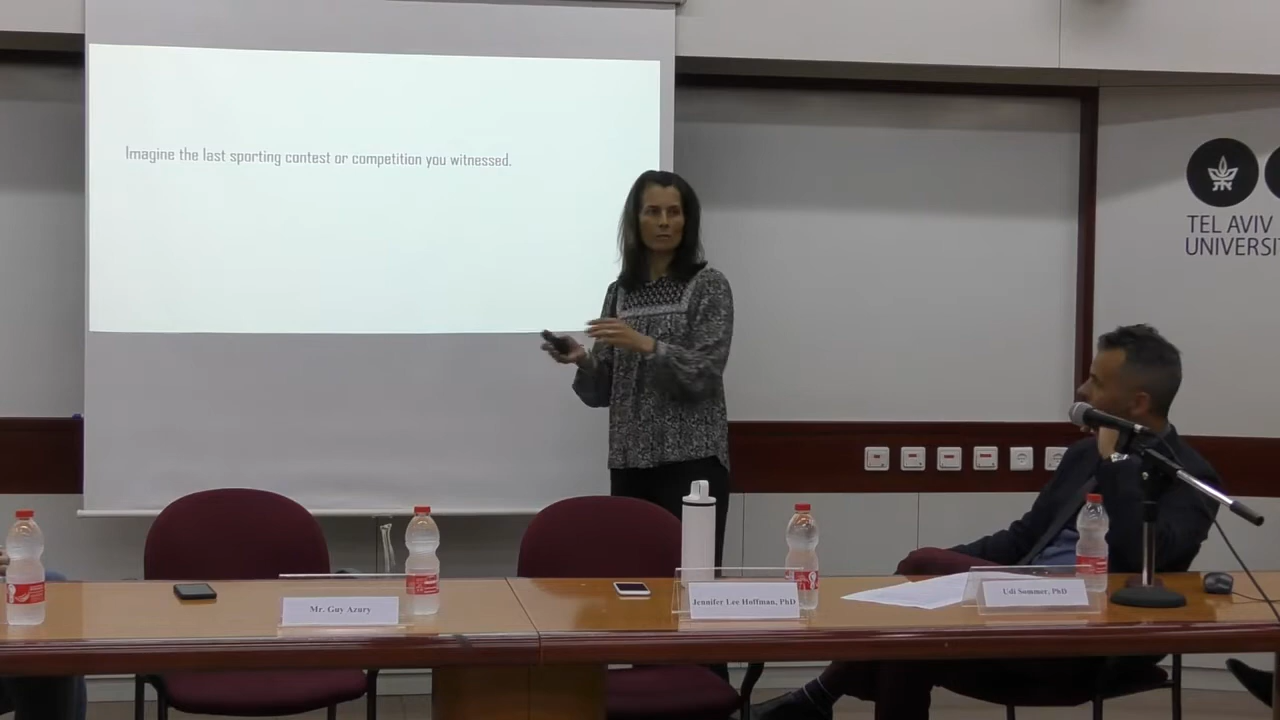 Imagine the last sporting contest or competition you witnessed.
TEL AVIV
UNIVERSI
Mr. Guy Azury
Jennifer Lee Hoffman, PhD
Udi Sommer, PhD